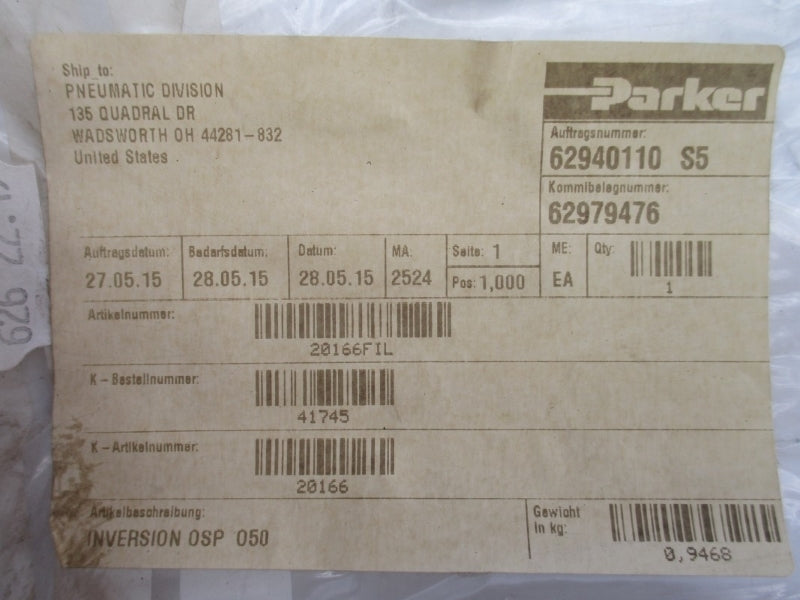 Ship to:
PNEUMATIC DIVISION
135 QUADRAL DR
WADSWORTH OH 44281-832
United States
Parker
Auftragsnummer:
62940110 S5
Kommibelegnummer:
62979476
Auftragsdatum:
27.05.15
Bedarfsdatum:
28.05.15
Datum:
28.05.15
MA:
2524
Seite: 1
Pos: 1,000
ME:
EA
Qty:
1
Artikelnummer:
20166FIL
K-Bestellnummer:
41745
K-Artikelnummer:
20166
Artikelbeschreibung:
INVERSION OSP 050
Gewicht
in kg:
0,9468
626